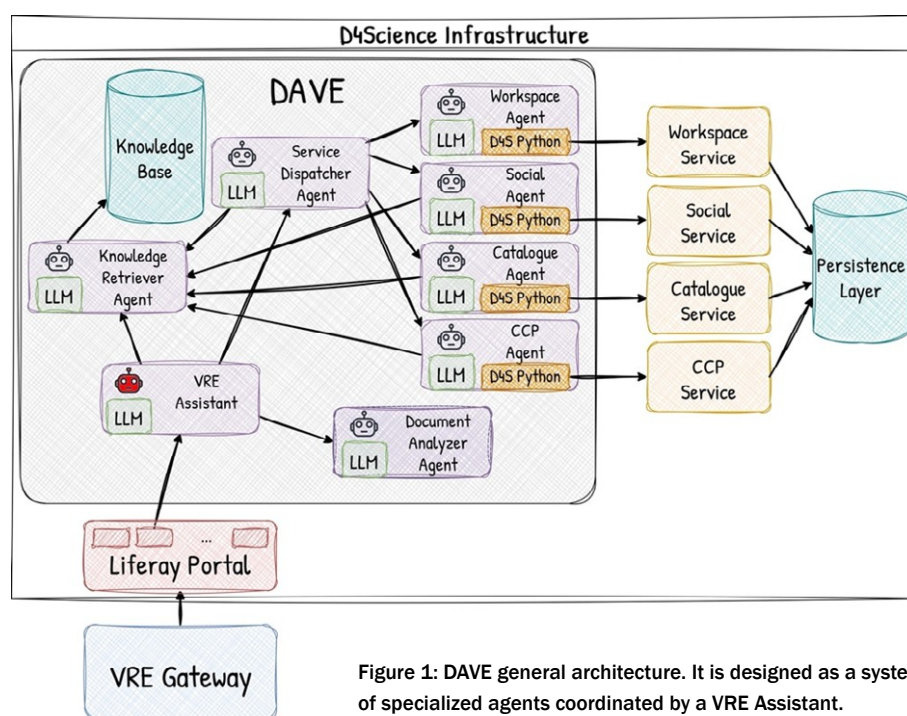 D4Science Infrastructure
DAVE
Knowledge
Base
Service
Dispatcher
Agent
LLM
Workspace
Agent
LLM
D4S Python
Social
Agent
LLM
D4S Python
Catalogue
Agent
LLM
D4S Python
CCP
Agent
LLM
D4S Python
Knowledge
Retriever
Agent
LLM
VRE
Assistant
LLM
Document
Analyzer
Agent
LLM
Workspace
Service
Social
Service
Catalogue
Service
CCP
Service
Persistence
Layer
...
Liferay Portal
VRE Gateway
Figure 1: DAVE general architecture. It is designed as a syste
of specialized agents coordinated by a VRE Assistant.